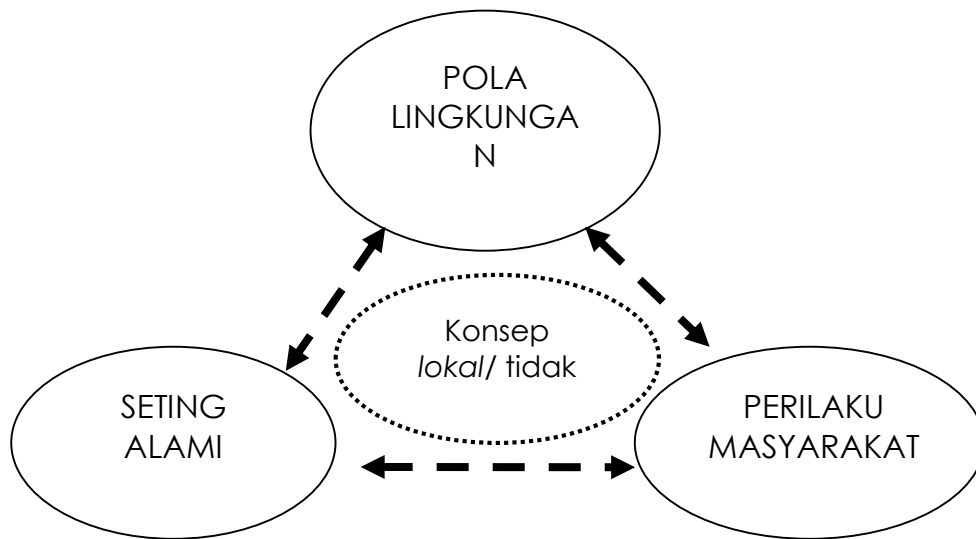 POLA
LINGKUNGA
N
Konsep
lokal/ tidak
SETING
ALAMI
PERILAKU
MASYARAKAT